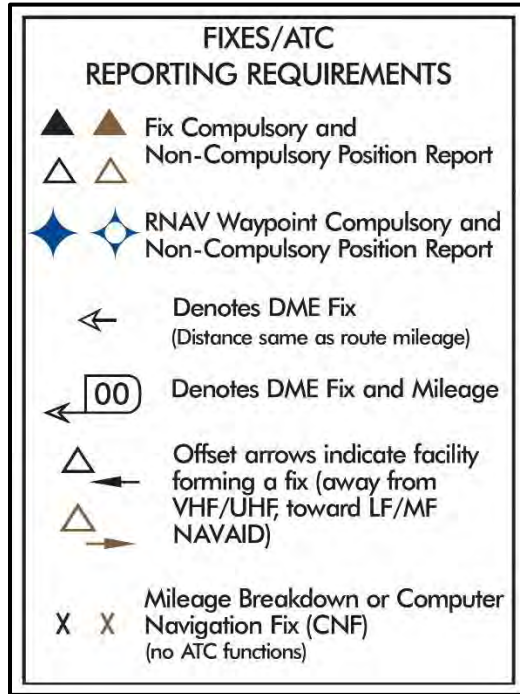 FIXES/ATC
REPORTING REQUIREMENTS
Fix Compulsory and
Non-Compulsory Position Report
RNAV Waypoint Compulsory and
Non-Compulsory Position Report
Denotes DME Fix
(Distance same as route mileage)
00 Denotes DME Fix and Mileage
Offset arrows indicate facility
forming a fix (away from
VHF/UHF, toward LF/MF
NAVAID)
Mileage Breakdown or Computer
X X Navigation Fix (CNF)
(no ATC functions)